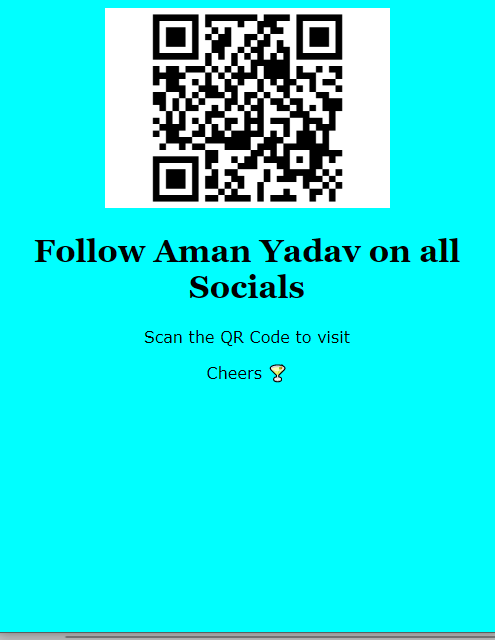 Follow Aman Yadav on all
Socials
Scan the QR Code to visit
Cheers 🍸